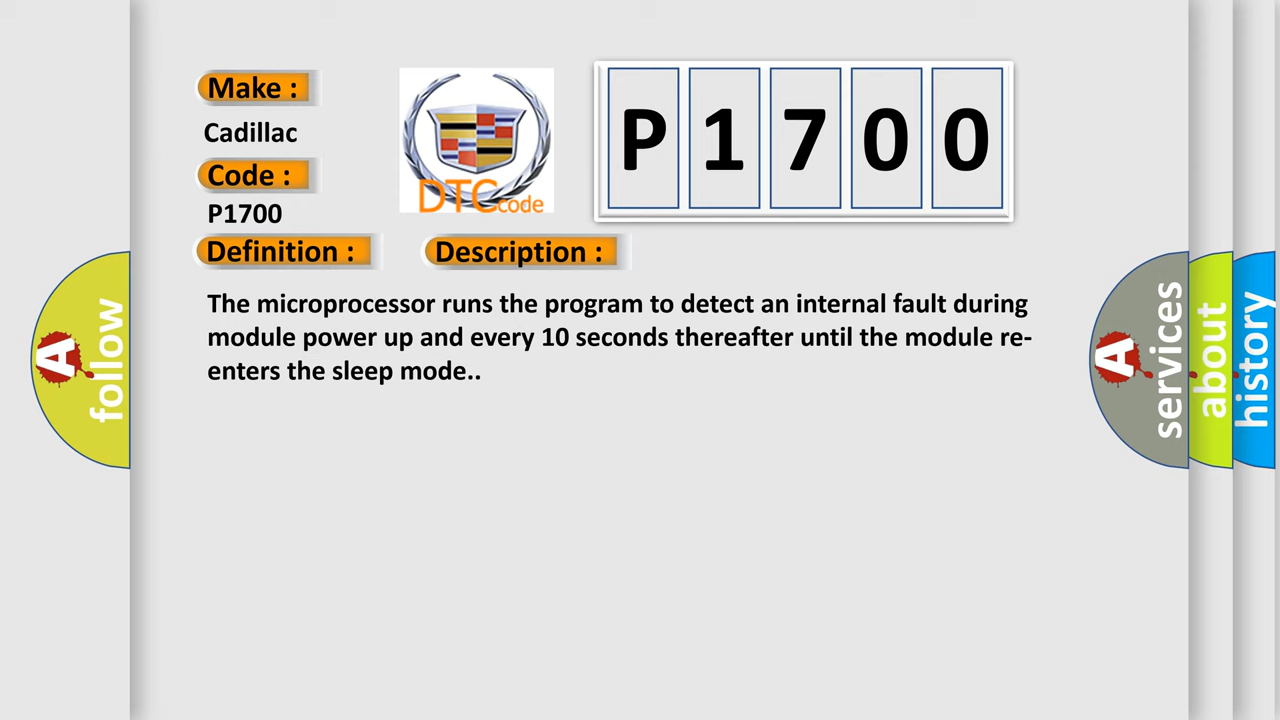 Make :
Cadillac
Code :
P1700
Definition :
Description :
The microprocessor runs the program to detect an internal fault during
module power up and every 10 seconds thereafter until the module re-
enters the sleep mode..
DTC code
P 1 7 0 0
A follow
A services
about
history